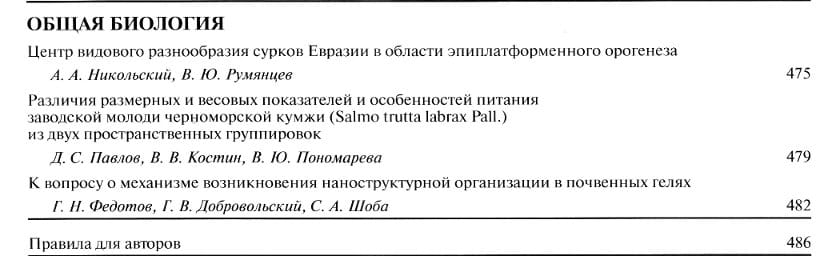 ОБЩАЯ БИОЛОГИЯ
Центр видового разнообразия сурков Евразии в области эпиплатформенного орогенеза
А. А. Никольский, В. Ю. Румянцев 475
Различия размерных и весовых показателей и особенностей питания
заводской молоди черноморской кумжи (Salmo trutta labrax Pall.)
из двух пространственных группировок
Д. С. Павлов, В. В. Костин, В. Ю. Пономарева 479
К вопросу о механизме возникновения наноструктурной организации в почвенных гелях
Г. Н. Федотов, Г. В. Добровольский, С. А. Шоба 482
Правила для авторов 486